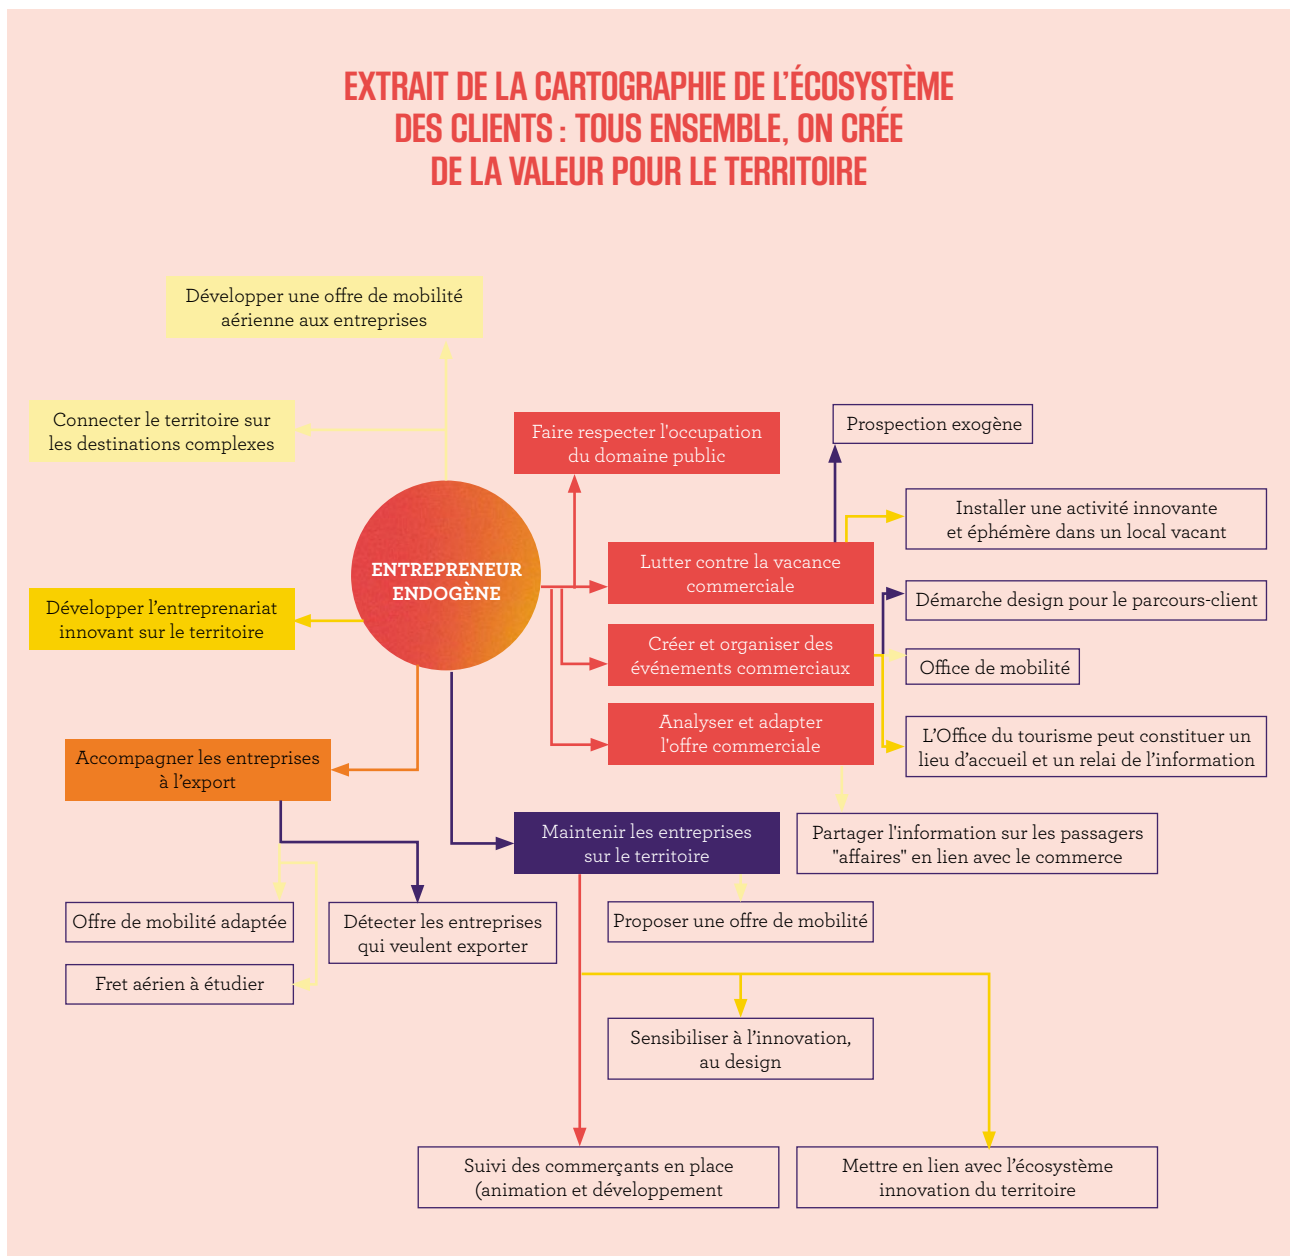 EXTRAIT DE LA CARTOGRAPHIE DE L'ÉCOSYSTÈME
DES CLIENTS : TOUS ENSEMBLE, ON CRÉE
DE LA VALEUR POUR LE TERRITOIRE
Développer une offre de mobilité
aérienne aux entreprises
Connecter le territoire sur
les destinations complexes
Faire respecter l'occupation
du domaine public
Prospection exogène
Installer une activité innovante
et éphémère dans un local vacant
ENTREPRENEUR
ENDOGÈNE
Lutter contre la vacance
commerciale
Démarche design pour le parcours-client
Développer l'entreprenariat
innovant sur le territoire
Créer et organiser des
événements commerciaux
Office de mobilité
Analyser et adapter
l'offre commerciale
L'Office du tourisme peut constituer un
lieu d'accueil et un relai de l'information
Accompagner les entreprises
à l'export
Maintenir les entreprises
sur le territoire
Partager l'information sur les passagers
"affaires" en lien avec le commerce
Offre de mobilité adaptée
Détecter les entreprises
qui veulent exporter
Proposer une offre de mobilité
Fret aérien à étudier
Sensibiliser à l'innovation,
au design
Suivi des commerçants en place
(animation et développement
Mettre en lien avec l'écosystème
innovation du territoire